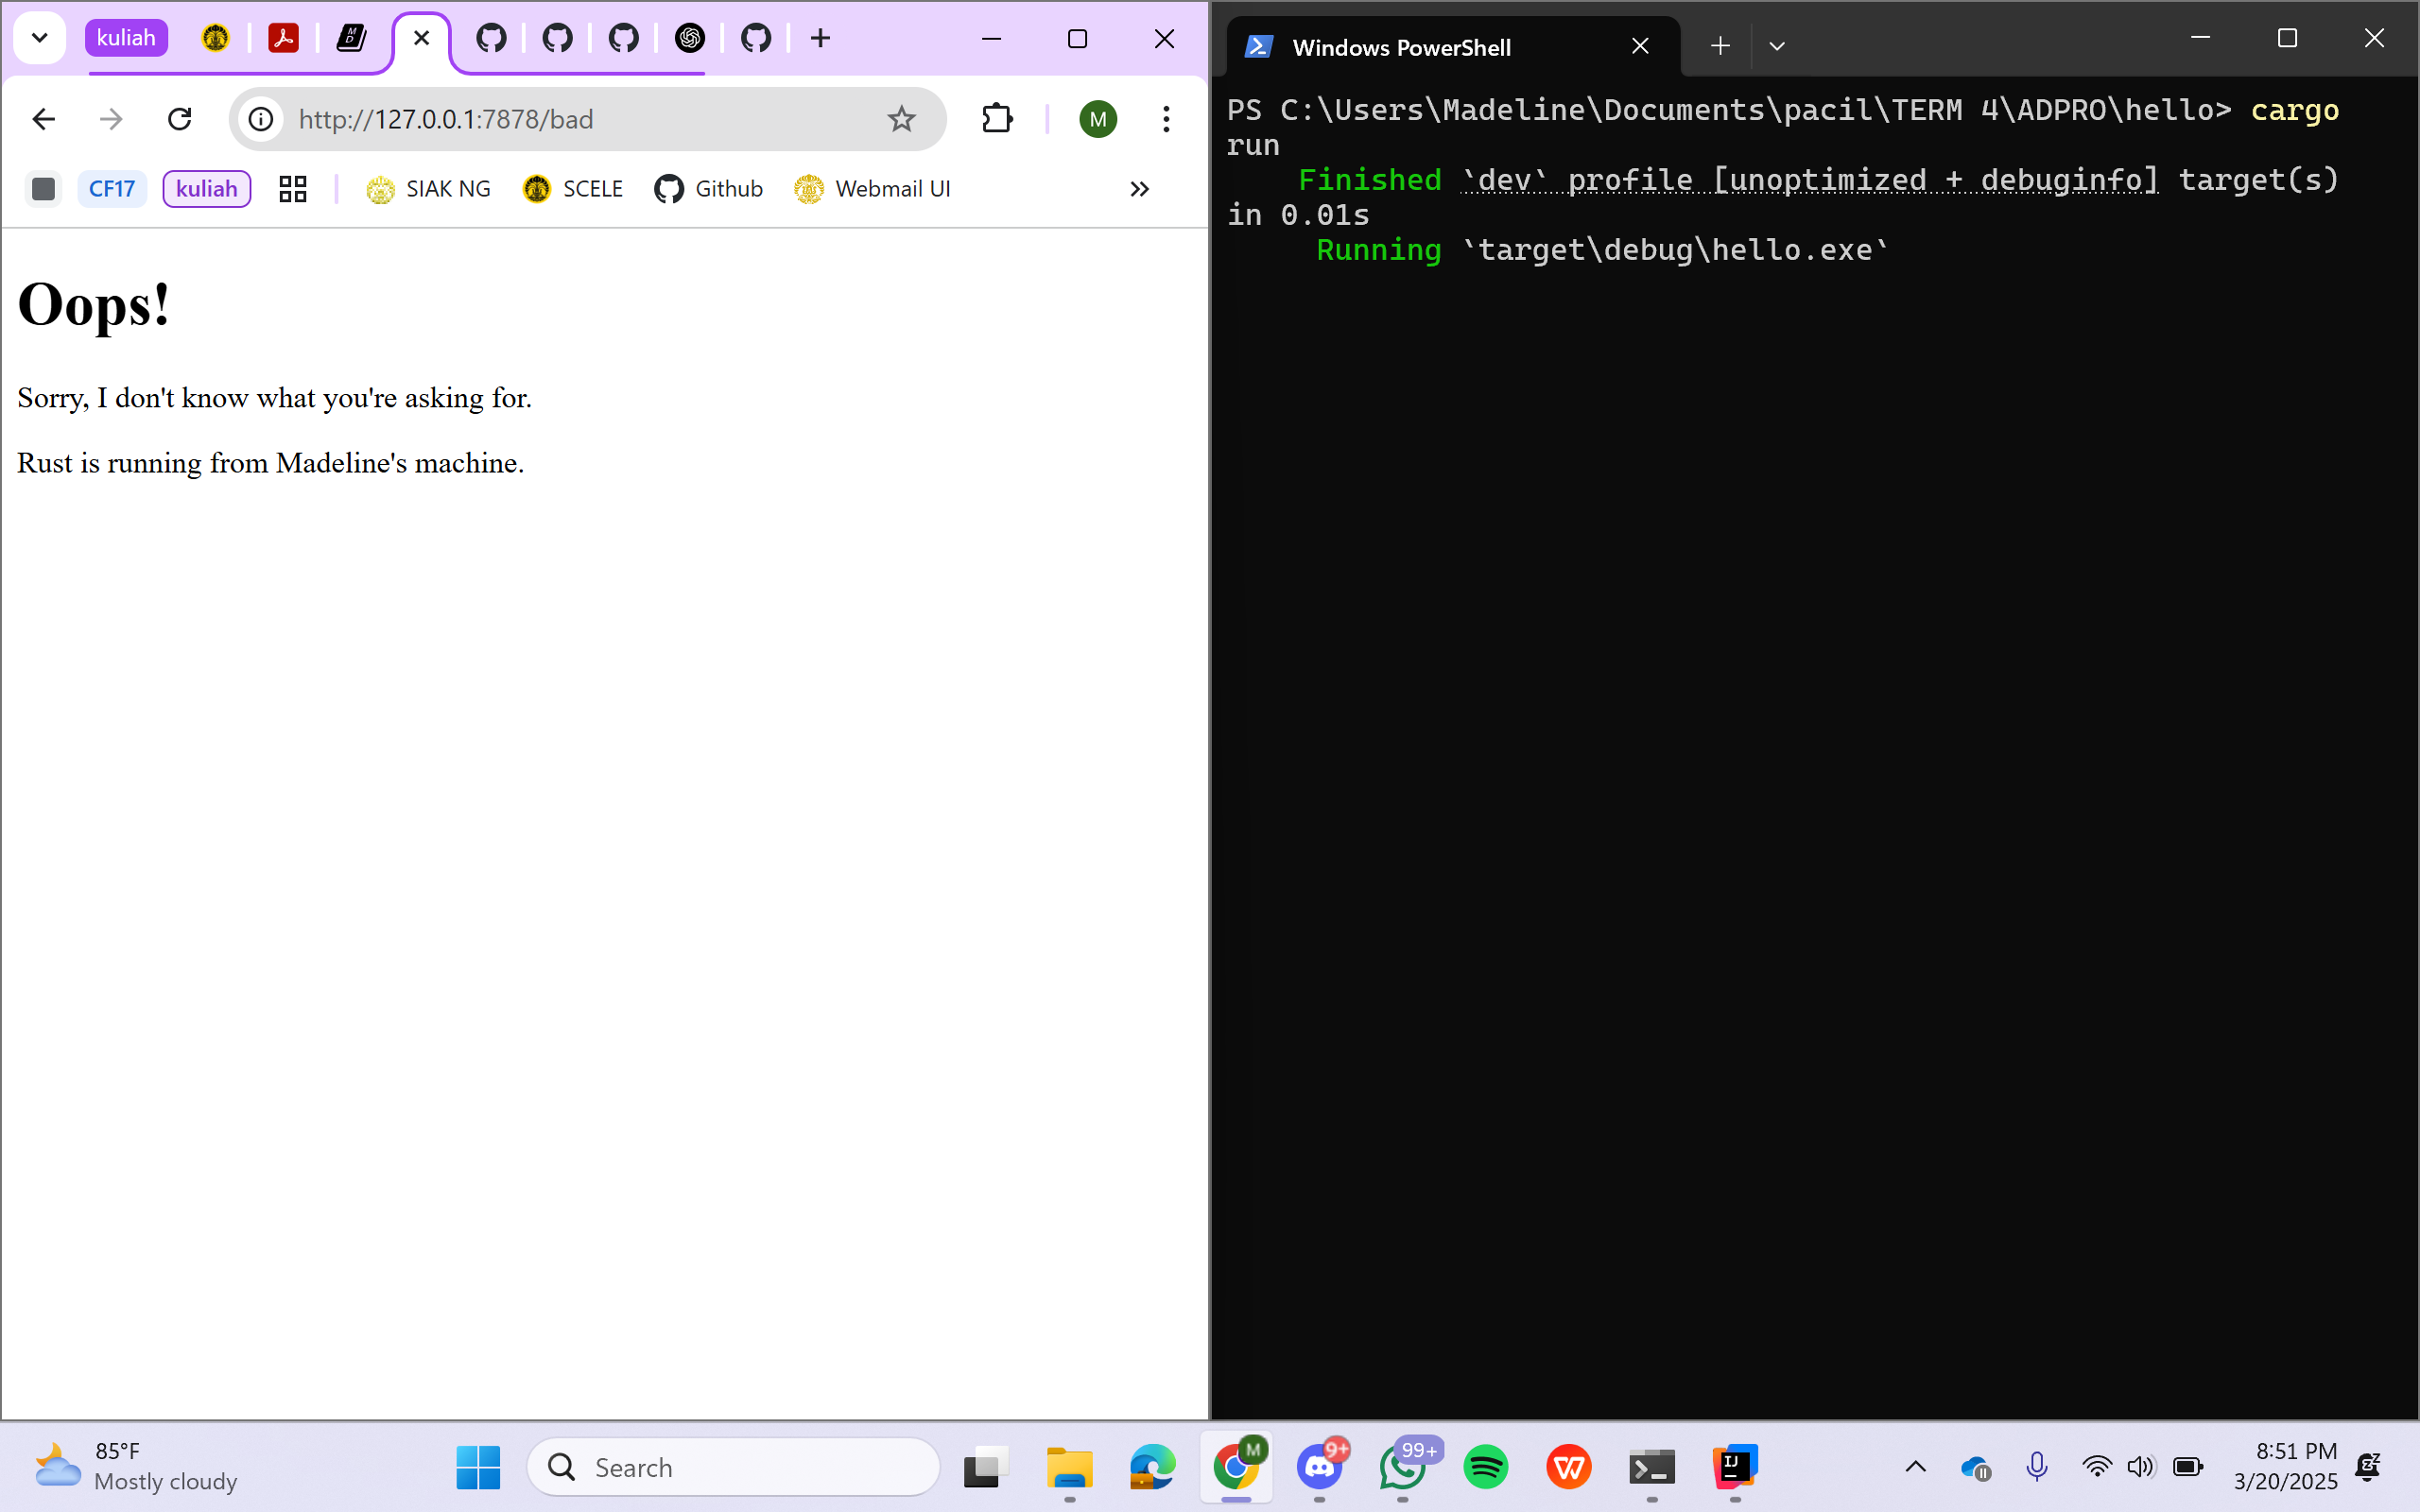 kuliah
http://127.0.0.1:7878/bad
M
CF17
kuliah
SIAK NG
SCELE
Github
Webmail UI
Oops!
Sorry, I don't know what you're asking for.
Rust is running from Madeline's machine.
Windows PowerShell
PS C:\Users\Madeline\Documents\pacil\TERM 4\ADPRO\hello> cargo
run
Finished `dev` profile [unoptimized + debuginfo] target(s)
in 0.01s
Running `target\debug\hello.exe`
85°F
Mostly cloudy
Search
M
9+
99+
IJ
8:51 PM
3/20/2025